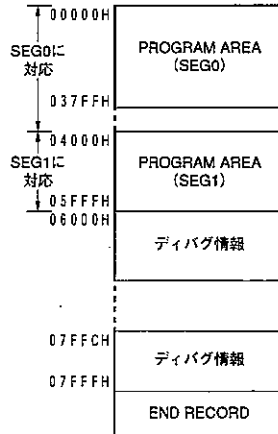 00000H
SEG0に
対応
PROGRAM AREA
(SEG0)
037FFH
04000H
SEG1に
対応
PROGRAM AREA
(SEG1)
05FFFH
06000H
ディバグ情報
07FFCH
ディバグ情報
07FFFH
END RECORD